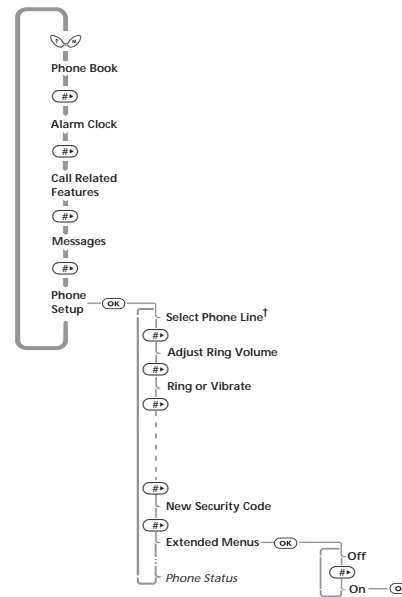 ↑ M
Phone Book
#▸
Alarm Clock
#▸
Call Related
Features
#▸
Messages
#▸
Phone
Setup
OK
Select Phone Line†
#▸
Adjust Ring Volume
#▸
Ring or Vibrate
#▸
#▸
New Security Code
#▸
Extended Menus
OK
Off
#▸
On
Phone Status